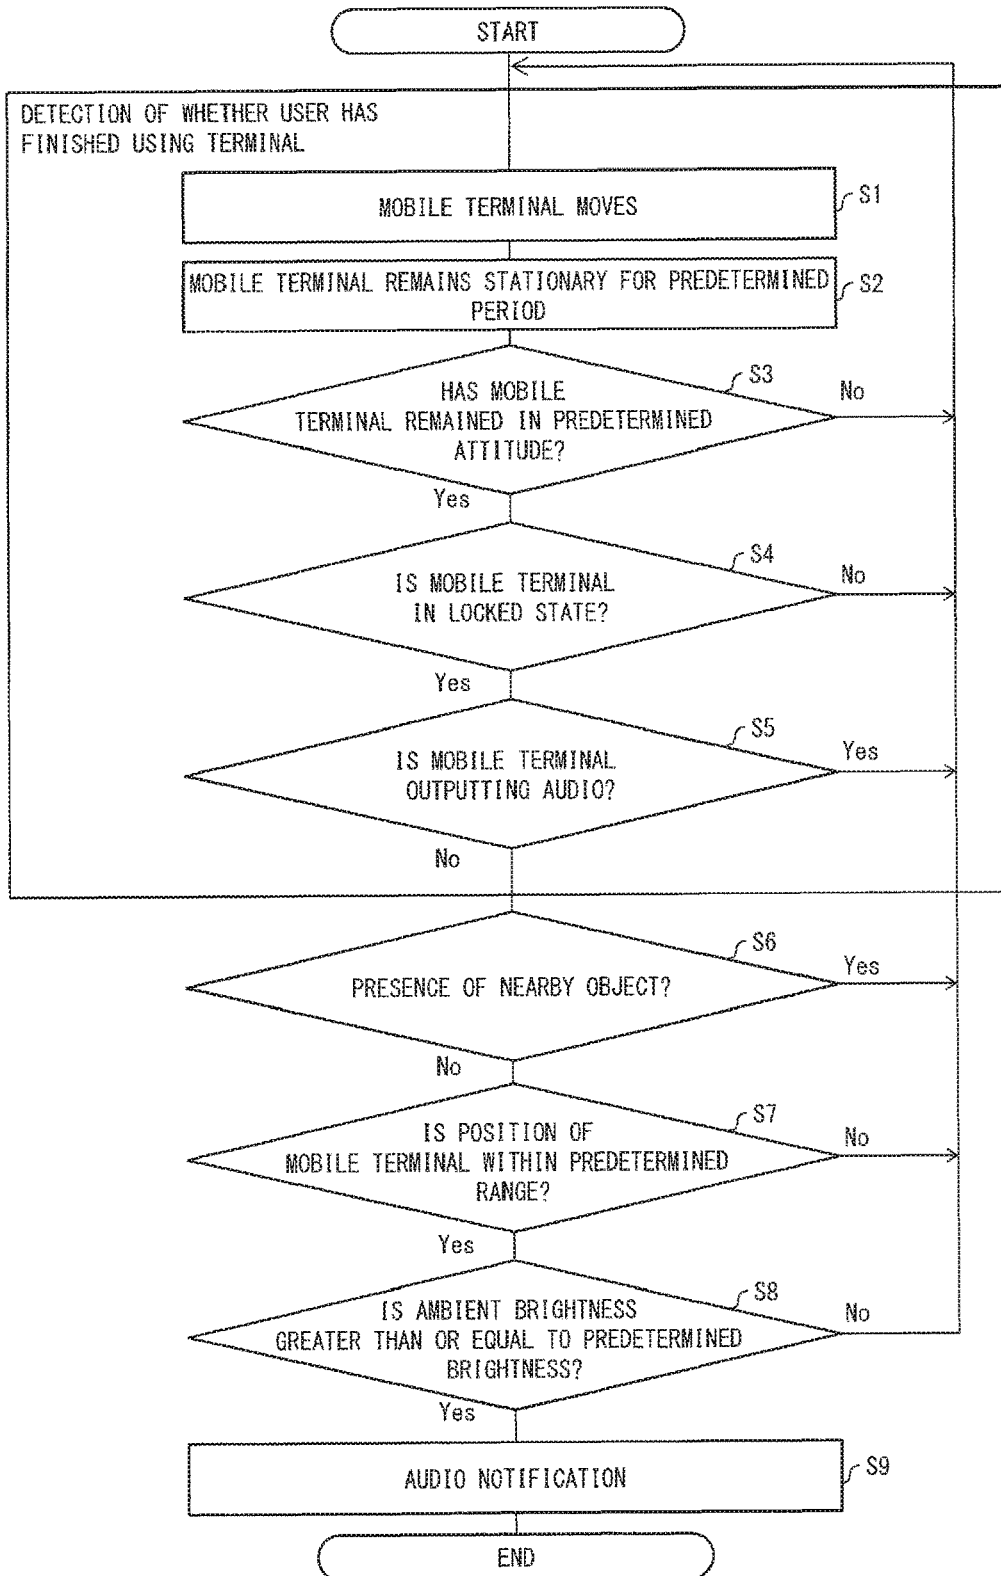 START
DETECTION OF WHETHER USER HAS
FINISHED USING TERMINAL
MOBILE TERMINAL MOVES
S1
MOBILE TERMINAL REMAINS STATIONARY FOR PREDETERMINED
PERIOD
S2
HAS MOBILE
TERMINAL REMAINED IN PREDETERMINED
ATTITUDE?
S3
No
Yes
IS MOBILE TERMINAL
IN LOCKED STATE?
S4
No
Yes
IS MOBILE TERMINAL
OUTPUTTING AUDIO?
S5
Yes
No
PRESENCE OF NEARBY OBJECT?
S6
Yes
No
IS POSITION OF
MOBILE TERMINAL WITHIN PREDETERMINED
RANGE?
S7
No
Yes
IS AMBIENT BRIGHTNESS
GREATER THAN OR EQUAL TO PREDETERMINED
BRIGHTNESS?
S8
No
Yes
AUDIO NOTIFICATION
S9
END